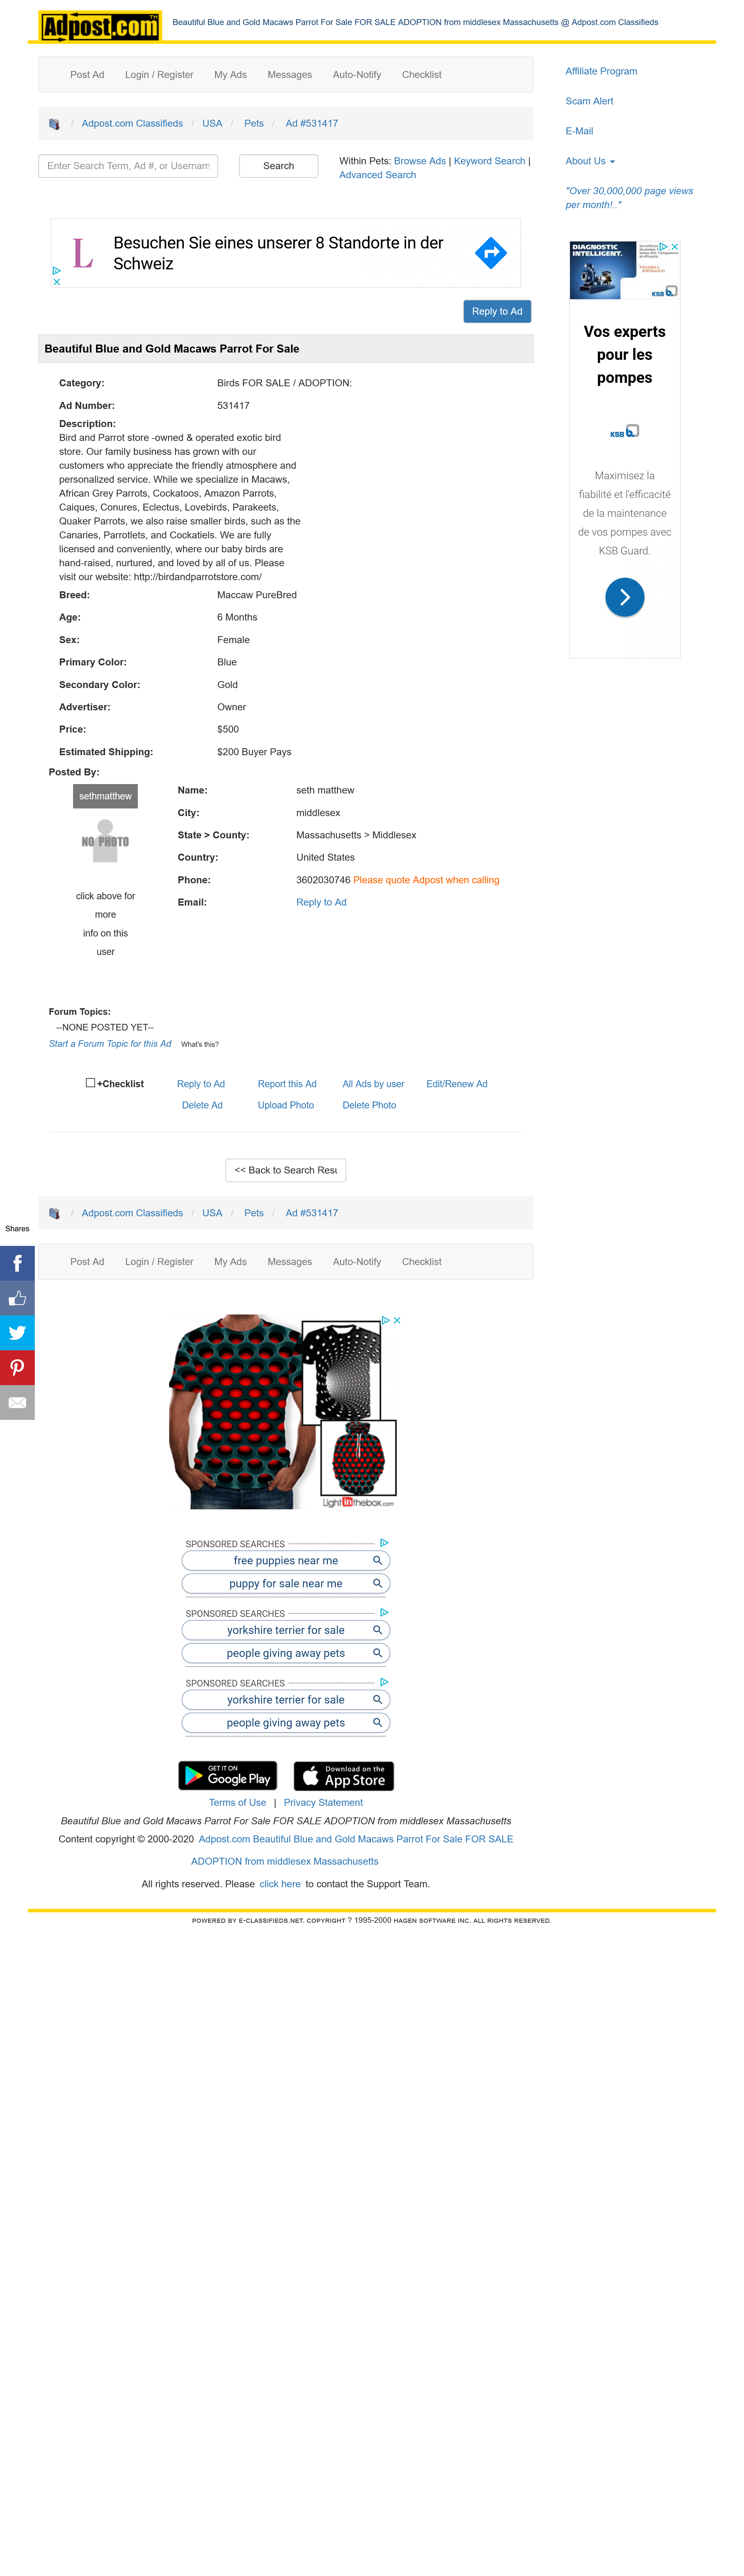 Adpost.com™
Beautiful Blue and Gold Macaws Parrot For Sale FOR SALE ADOPTION from middlesex Massachusetts @ Adpost.com Classifieds
Post Ad Login / Register My Ads Messages Auto-Notify Checklist
/ Adpost.com Classifieds / USA / Pets / Ad #531417
Enter Search Term, Ad #, or Usernam Search
Within Pets: Browse Ads | Keyword Search |
Advanced Search
Affiliate Program
Scam Alert
E-Mail
About Us
"Over 30,000,000 page views
per month!.."
L
Besuchen Sie eines unserer 8 Standorte in der
Schweiz
Reply to Ad
DIAGNOSTIC
INTELLIGENT.
KSB
Vos experts
pour les
pompes
KSB
Maximisez la
fiabilité et l'efficacité
de la maintenance
de vos pompes avec
KSB Guard.
Beautiful Blue and Gold Macaws Parrot For Sale
Category: Birds FOR SALE / ADOPTION:
Ad Number: 531417
Description:
Bird and Parrot store -owned & operated exotic bird
store. Our family business has grown with our
customers who appreciate the friendly atmosphere and
personalized service. While we specialize in Macaws,
African Grey Parrots, Cockatoos, Amazon Parrots,
Caiques, Conures, Eclectus, Lovebirds, Parakeets,
Quaker Parrots, we also raise smaller birds, such as the
Canaries, Parrotlets, and Cockatiels. We are fully
licensed and conveniently, where our baby birds are
hand-raised, nurtured, and loved by all of us. Please
visit our website: http://birdandparrotstore.com/
Breed: Maccaw PureBred
Age: 6 Months
Sex: Female
Primary Color: Blue
Secondary Color: Gold
Advertiser: Owner
Price: $500
Estimated Shipping: $200 Buyer Pays
Posted By:
sethmatthew
NO PHOTO
click above for
more
info on this
user
Name: seth matthew
City: middlesex
State > County: Massachusetts > Middlesex
Country: United States
Phone: 3602030746 Please quote Adpost when calling
Email: Reply to Ad
Forum Topics:
--NONE POSTED YET--
Start a Forum Topic for this Ad What's this?
+Checklist Reply to Ad Report this Ad All Ads by user Edit/Renew Ad
Delete Ad Upload Photo Delete Photo
<< Back to Search Resu
/ Adpost.com Classifieds / USA / Pets / Ad #531417
Shares
Post Ad Login / Register My Ads Messages Auto-Notify Checklist
LightInthebox.com
SPONSORED SEARCHES
free puppies near me
puppy for sale near me
SPONSORED SEARCHES
yorkshire terrier for sale
people giving away pets
SPONSORED SEARCHES
yorkshire terrier for sale
people giving away pets
GET IT ON
Google Play
Download on the
App Store
Terms of Use | Privacy Statement
Beautiful Blue and Gold Macaws Parrot For Sale FOR SALE ADOPTION from middlesex Massachusetts
Content copyright © 2000-2020 Adpost.com Beautiful Blue and Gold Macaws Parrot For Sale FOR SALE
ADOPTION from middlesex Massachusetts
All rights reserved. Please click here to contact the Support Team.
POWERED BY E-CLASSIFIEDS.NET. COPYRIGHT ? 1995-2000 HAGEN SOFTWARE INC. ALL RIGHTS RESERVED.